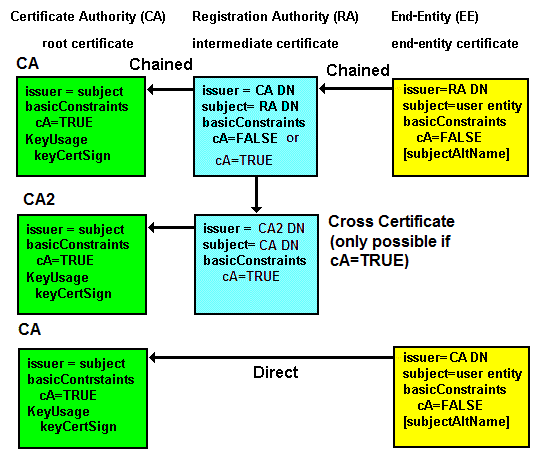 Certificate Authority (CA)
root certificate
Registration Authority (RA)
intermediate certificate
End-Entity (EE)
end-entity certificate
CA
Chained
Chained
issuer = subject
basicConstraints
cA=TRUE
KeyUsage
keyCertSign
issuer = CA DN
subject= RA DN
basicConstraints
cA=FALSE or
cA=TRUE
issuer=RA DN
subject=user entity
basicConstraints
cA=FALSE
[subjectAltName]
CA2
issuer = subject
basicConstraints
cA=TRUE
KeyUsage
keyCertSign
issuer = CA2 DN
subject= CA DN
basicConstraints
cA=TRUE
Cross Certificate
(only possible if
cA=TRUE)
CA
issuer = subject
basicContrstaints
cA=TRUE
KeyUsage
keyCertSign
Direct
issuer=CA DN
subject=user entity
basicConstraints
cA=FALSE
[subjectAltName]